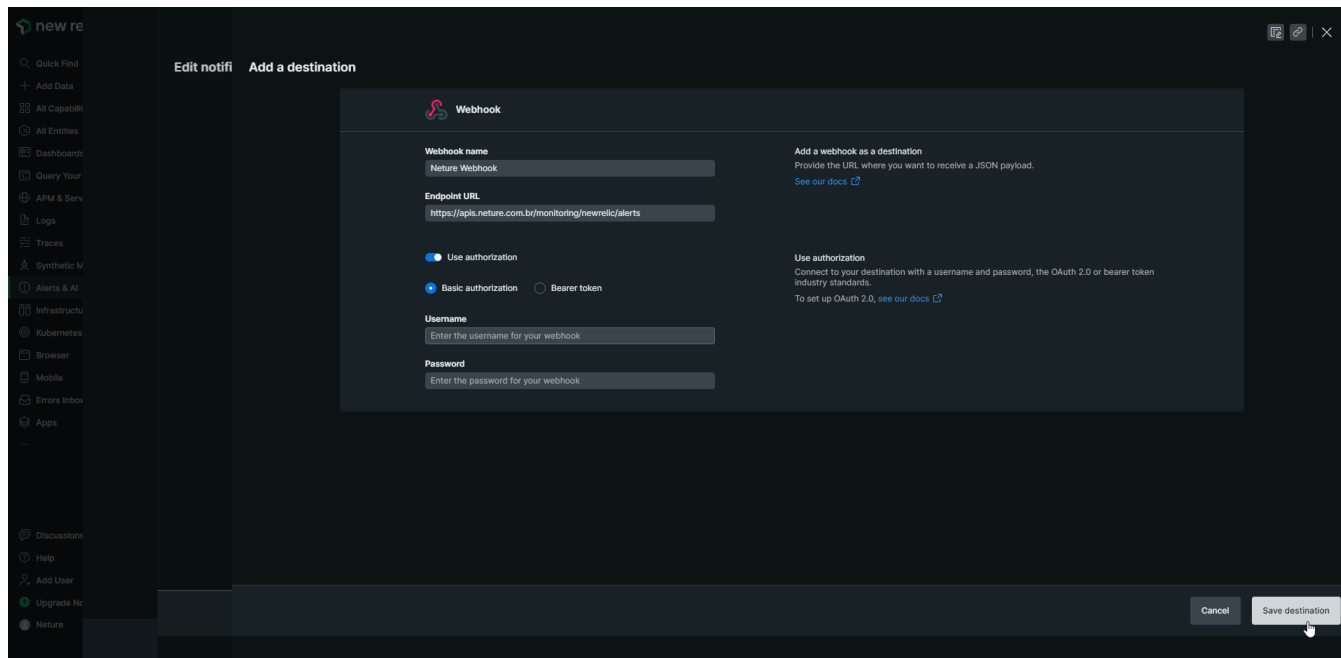 new re
Quick Find
Add Data
All Capabilit
All Entities
Dashboards
Query Your
APM & Serv
Logs
Traces
Synthetic M
Alerts & AI
Infrastructu
Kubernetes
Browser
Mobile
Errors Inbox
Apps
...
Discussions
Help
Add User
Upgrade No
Neture
Edit notifi
Add a destination
Webhook
Webhook name
Neture Webhook
Add a webhook as a destination
Provide the URL where you want to receive a JSON payload.
See our docs
Endpoint URL
https://apis.neture.com.br/monitoring/newrelic/alerts
Use authorization
Basic authorization Bearer token
Use authorization
Connect to your destination with a username and password, the OAuth 2.0 or bearer token
industry standards.
To set up OAuth 2.0, see our docs
Username
Enter the username for your webhook
Password
Enter the password for your webhook
Cancel
Save destination